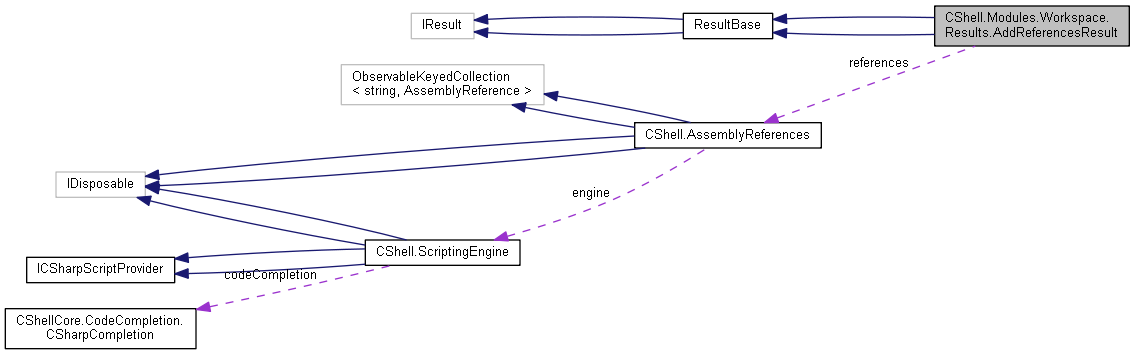 IResult
ResultBase
CShell.Modules.Workspace.
Results.AddReferencesResult
references
ObservableKeyedCollection
< string, AssemblyReference >
CShell.AssemblyReferences
IDisposable
engine
CShell.ScriptingEngine
ICSharpScriptProvider
codeCompletion
CShellCore.CodeCompletion.
CSharpCompletion